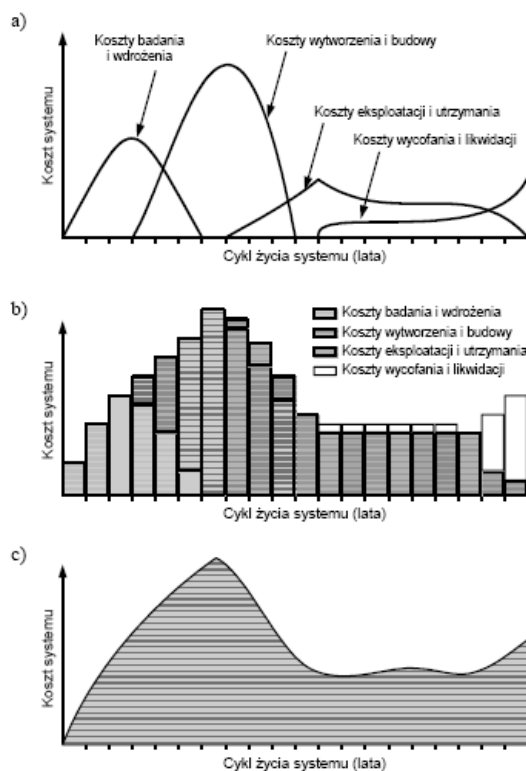 a)
Koszty badania
i wdrożenia
Koszty wytworzenia i budowy
Koszty eksploatacji i utrzymania
Koszty wycofania i likwidacji
Koszt systemu
Cykl życia systemu (lata)
b)
Koszty badania i wdrożenia
Koszty wytworzenia i budowy
Koszty eksploatacji i utrzymania
Koszty wycofania i likwidacji
Koszt systemu
Cykl życia systemu (lata)
c)
Koszt systemu
Cykl życia systemu (lata)